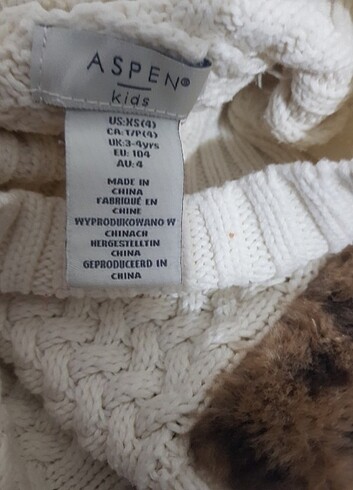 ASPEN®
kids
US:XS(4)
CA:T/P(4)
UK:3-4yrs
EU: 104
AU: 4
MADE IN
CHINA
FABRIQUÉ EN
CHINE
WYPRODUKOWANO W
CHINACH
HERGESTELLTIN
CHINA
GEPRODUCEERD IN
CHINA